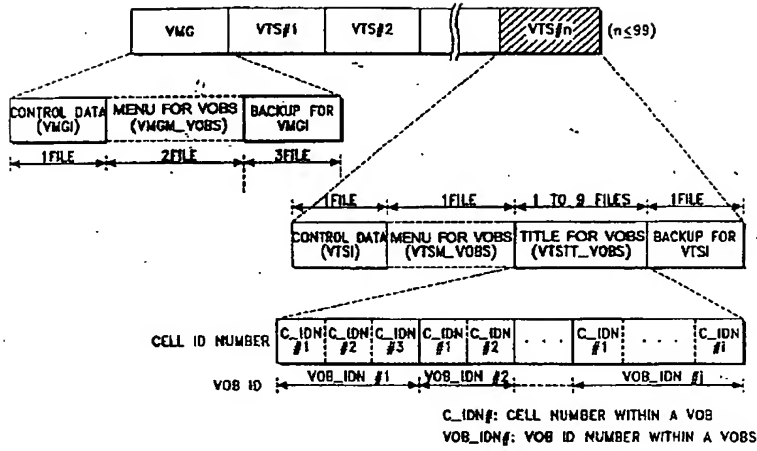 VMG VTS#1 VTS#2 VTS#n (n≤99)
CONTROL DATA (VMGI) MENU FOR VOBS (VMGM_VOBS) BACKUP FOR VMGI
1FILE 2FILE 3FILE
1FILE 1FILE 1 TO 9 FILES 1FILE
CONTROL DATA (VTSI) MENU FOR VOBS (VTSM_VOBS) TITLE FOR VOBS (VTSTT_VOBS) BACKUP FOR VTSI
CELL ID NUMBER C_IDN #1 C_IDN #2 C_IDN #3 C_IDN #1 C_IDN #2 . . . C_IDN #1 . . . C_IDN #i
VOB ID VOB_IDN #1 VOB_IDN #2 VOB_IDN #j
C_IDN#: CELL NUMBER WITHIN A VOB
VOB_IDN#: VOB ID NUMBER WITHIN A VOBS